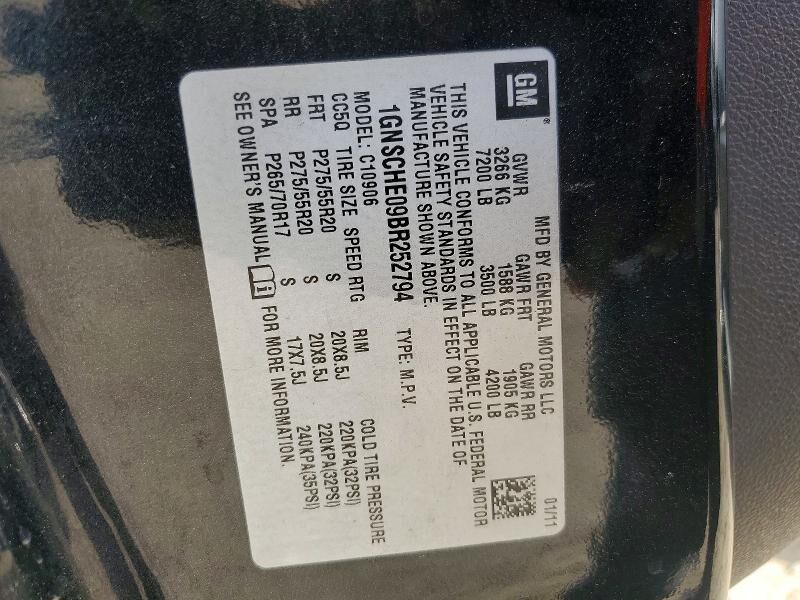 GM
MFD BY GENERAL MOTORS LLC 01/11
GVWR GAWR FRT GAWR RR
3266 KG 1588 KG 1905 KG
7200 LB 3500 LB 4200 LB
THIS VEHICLE CONFORMS TO ALL APPLICABLE U.S. FEDERAL MOTOR
VEHICLE SAFETY STANDARDS IN EFFECT ON THE DATE OF
MANUFACTURE SHOWN ABOVE.
1GNSCHE09BR252794 TYPE: M.P.V.
MODEL: C10906
CC5Q TIRE SIZE SPEED RTG RIM COLD TIRE PRESSURE
FRT P275/55R20 S 20X8.5J 220KPA(32PSI)
RR P275/55R20 S 20X8.5J 220KPA(32PSI)
SPA P265/70R17 S 17X7.5J 240KPA(35PSI)
SEE OWNER'S MANUAL FOR MORE INFORMATION.